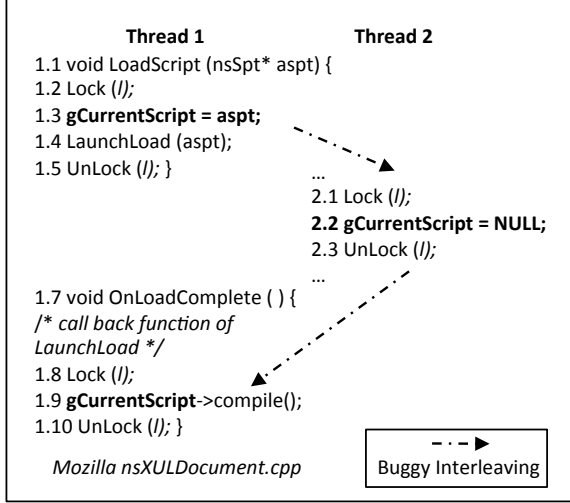 Thread 1
Thread 2
1.1 void LoadScript (nsSpt* aspt) {
1.2 Lock (l);
1.3 gCurrentScript = aspt;
1.4 LaunchLoad (aspt);
1.5 UnLock (l); }
…
2.1 Lock (l);
2.2 gCurrentScript = NULL;
2.3 UnLock (l);
…
1.7 void OnLoadComplete ( ) {
/* call back function of
LaunchLoad */
1.8 Lock (l);
1.9 gCurrentScript->compile();
1.10 UnLock (l); }
Mozilla nsXULDocument.cpp
Buggy Interleaving